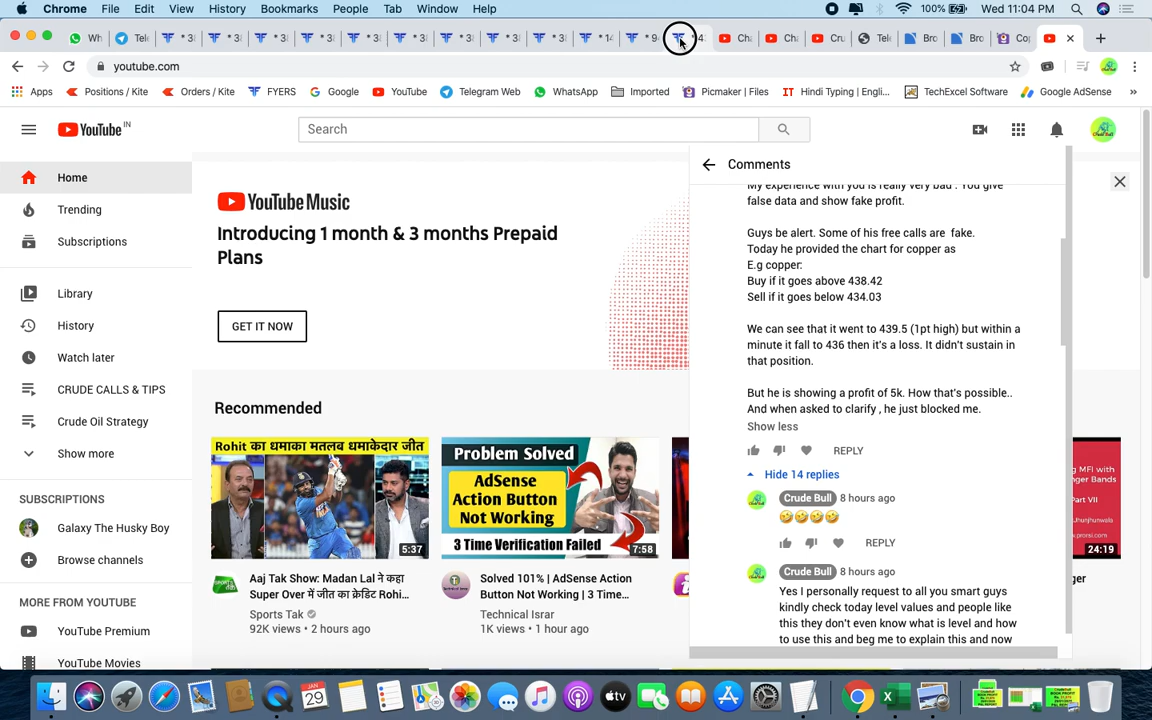 Chrome File Edit View History Bookmarks People Tab Window Help 100% Wed 11:04 PM
youtube.com
Apps Positions / Kite Orders / Kite FYERS Google YouTube Telegram Web WhatsApp Imported Picmaker | Files Hindi Typing | Engli... TechExcel Software Google AdSense »
YouTube IN
Search
Home
Trending
Subscriptions
Library
History
Watch later
CRUDE CALLS & TIPS
Crude Oil Strategy
Show more
SUBSCRIPTIONS
Galaxy The Husky Boy
Browse channels
MORE FROM YOUTUBE
YouTube Premium
YouTube Movies
YouTube Music
Introducing 1 month & 3 months Prepaid
Plans
GET IT NOW
Recommended
Rohit का धमाका मतलब धमाकेदार जीत
5:37
Aaj Tak Show: Madan Lal ने कहा
Super Over में जीत का क्रेडिट Rohi...
Sports Tak
92K views • 2 hours ago
Problem Solved
AdSense
Action Button
Not Working
3 Time Verification Failed
7:58
Solved 101% | AdSense Action
Button Not Working | 3 Time...
Technical Israr
1K views • 1 hour ago
Comments
My experience with you is really very bad . You give
false data and show fake profit.
Guys be alert. Some of his free calls are fake.
Today he provided the chart for copper as
E.g copper:
Buy if it goes above 438.42
Sell if it goes below 434.03
We can see that it went to 439.5 (1pt high) but within a
minute it fall to 436 then it's a loss. It didn't sustain in
that position.
But he is showing a profit of 5k. How that's possible..
And when asked to clarify , he just blocked me.
Show less
REPLY
Hide 14 replies
Crude Bull 8 hours ago
🤣🤣🤣🤣
REPLY
Crude Bull 8 hours ago
Yes I personally request to all you smart guys
kindly check today level values and people like
this they don't even know what is level and how
to use this and beg me to explain this and now
24:19